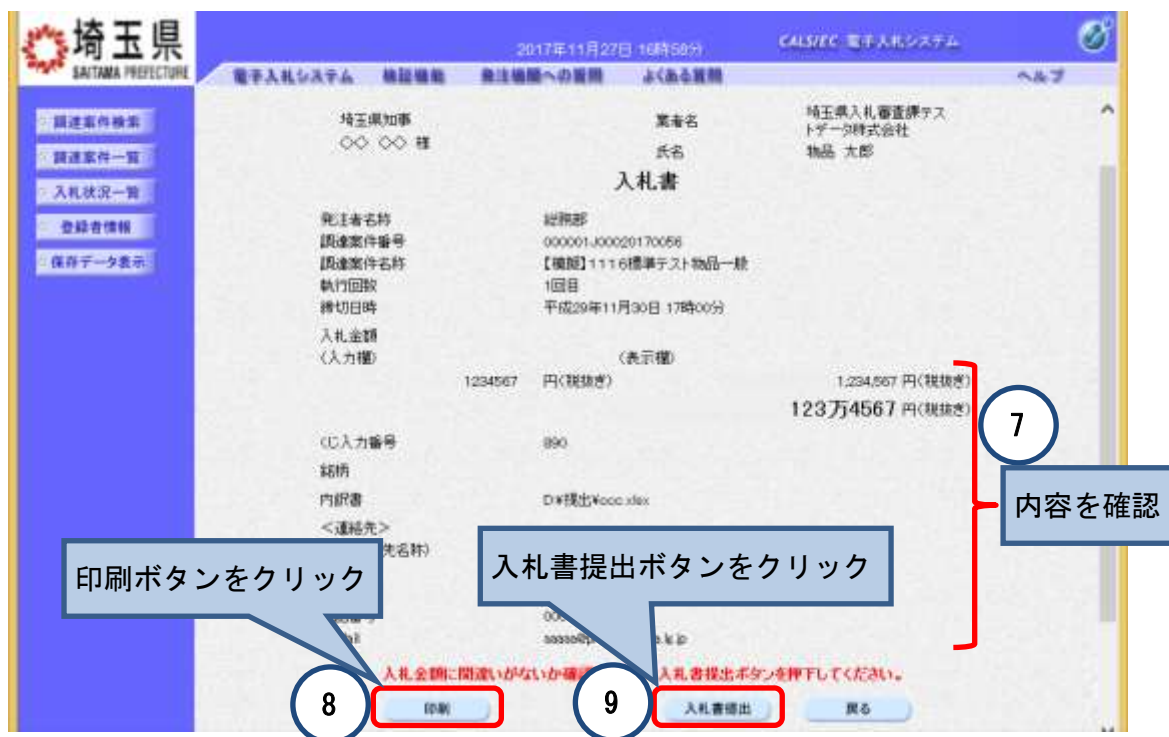 埼玉県
SAITAMA PREFECTURE
2017年11月27日 16時58分
CALS/EC 電子入札システム
電子入札システム 検証機能 発注機関への質問 よくある質問 ヘルプ
調達案件検索
調達案件一覧
入札状況一覧
登録者情報
保存データ表示
埼玉県知事
◇◇ ◇◇ 様
業者名 埼玉県入札審査課テス
トデータ株式会社
氏名 物品 太郎
入札書
発注者名称 総務部
調達案件番号 000001J00020170056
調達案件名称 【模擬】1116標準テスト物品一般
執行回数 1回目
締切日時 平成29年11月30日 17時00分
入札金額
(入力欄) (表示欄)
1234567 円(税抜き) 1,234,567 円(税抜き)
123万4567 円(税抜き)
くじ入力番号 890
銘柄
内訳書 D:¥提出¥ccc.xlsx
<連絡先>
先名称)
7
内容を確認
印刷ボタンをクリック
入札書提出ボタンをクリック
入札金額に間違いがないか確認
入札書提出ボタンを押下してください。
8
印刷
9
入札書提出
戻る